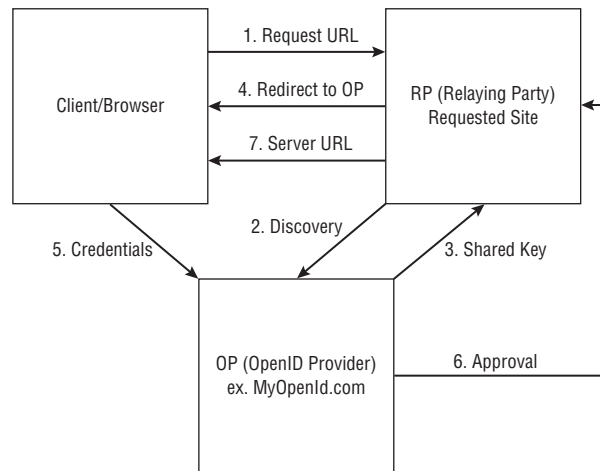 1. Request URL
Client/Browser
4. Redirect to OP
RP (Relaying Party)
Requested Site
7. Server URL
2. Discovery
5. Credentials
3. Shared Key
OP (OpenID Provider)
ex. MyOpenId.com
6. Approval